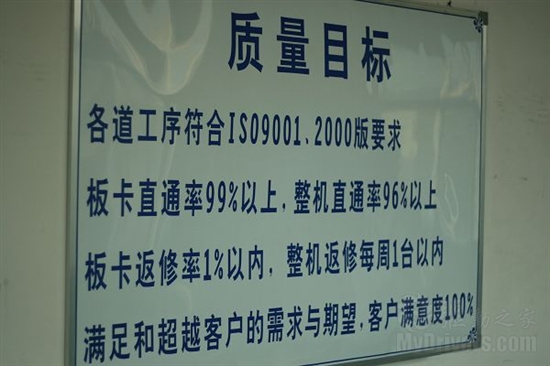 质量目标
各道工序符合ISO9001.2000版要求
板卡直通率99%以上，整机直通率96%以上
板卡返修率1%以内，整机返修每周1台以内
满足和超越客户的需求与期望，客户满意度100%
驱动之家
MyDrivers.com